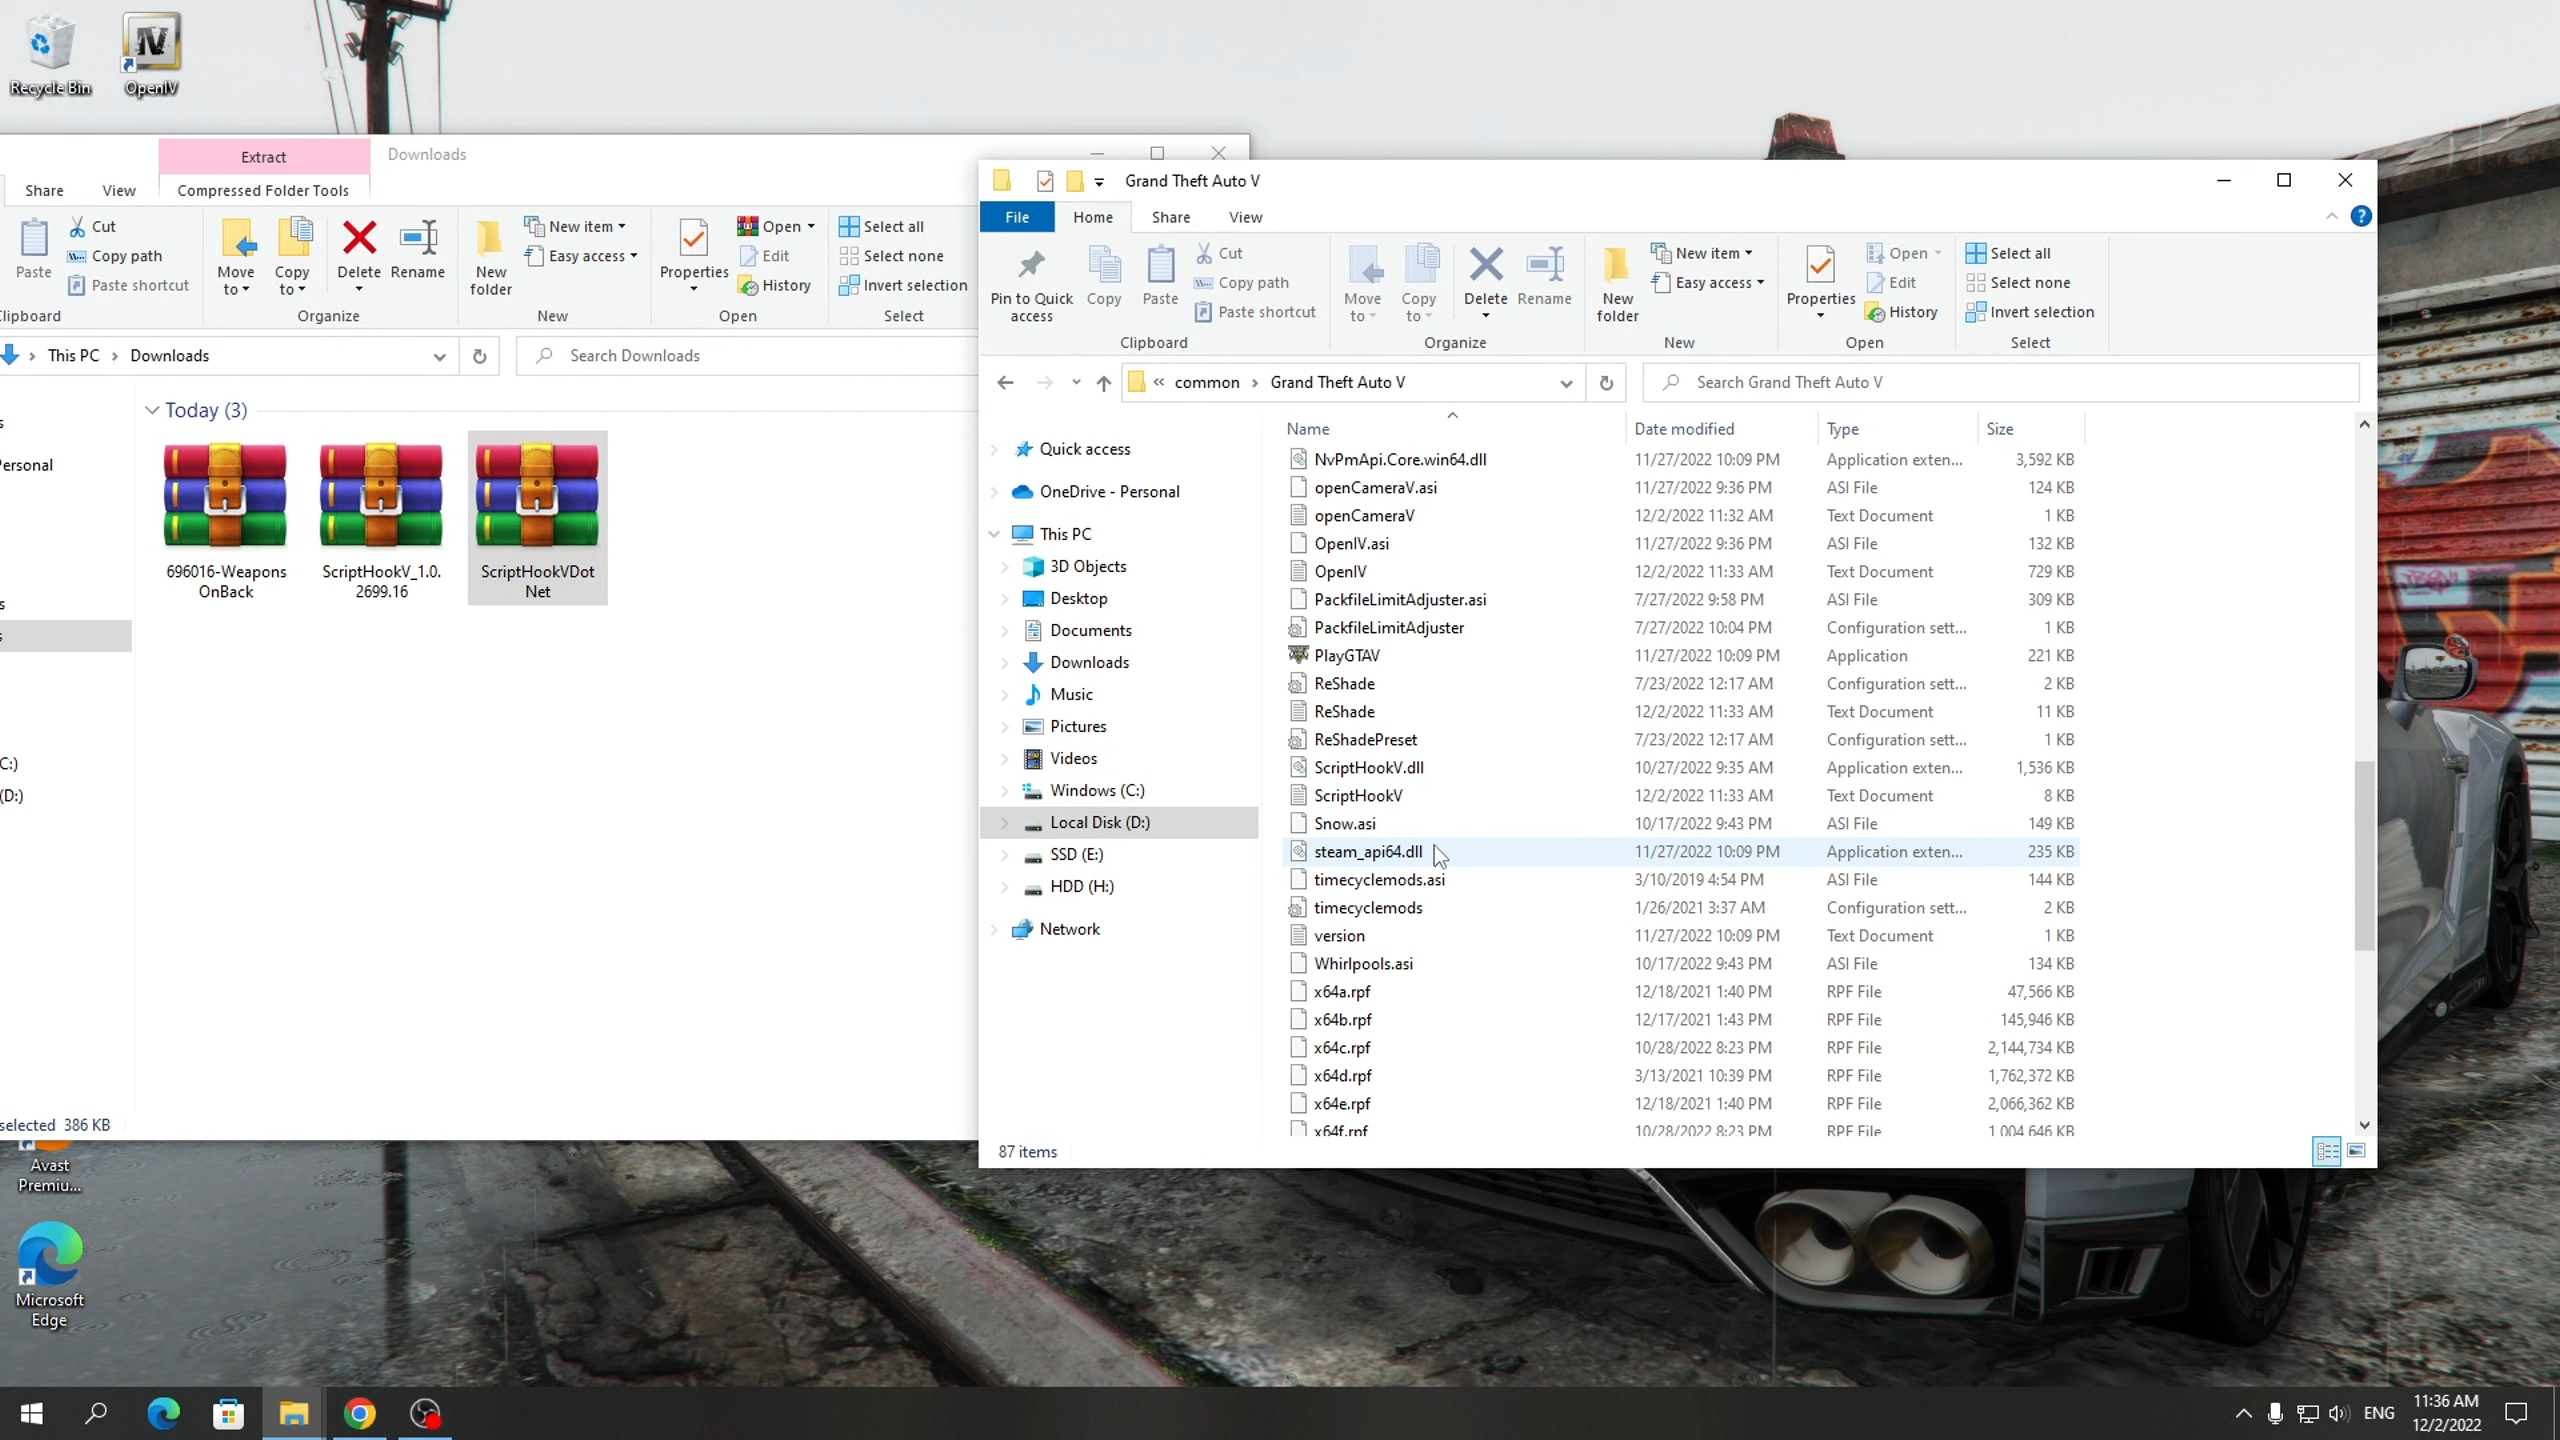 Recycle Bin
OpenIV
Extract
Downloads
Share
View
Compressed Folder Tools
Paste
Cut
Copy path
Paste shortcut
Move to
Copy to
Delete
Rename
New folder
New item
Easy access
Properties
Open
Edit
History
Select all
Select none
Invert selection
Clipboard
Organize
New
Open
Select
This PC
Downloads
Search Downloads
Today (3)
696016-Weapons
OnBack
ScriptHookV_1.0.
2699.16
ScriptHookVDot
Net
s
Personal
s
s
C:)
(D:)
selected 386 KB
Avast
Premiu...
Microsoft
Edge
Grand Theft Auto V
File
Home
Share
View
Pin to Quick
access
Copy
Paste
Cut
Copy path
Paste shortcut
Move
to
Copy
to
Delete
Rename
New
folder
New item
Easy access
Properties
Open
Edit
History
Select all
Select none
Invert selection
Clipboard
Organize
New
Open
Select
« common
Grand Theft Auto V
Search Grand Theft Auto V
Quick access
OneDrive - Personal
This PC
3D Objects
Desktop
Documents
Downloads
Music
Pictures
Videos
Windows (C:)
Local Disk (D:)
SSD (E:)
HDD (H:)
Network
Name Date modified Type Size
NvPmApi.Core.win64.dll 11/27/2022 10:09 PM Application exten... 3,592 KB
openCameraV.asi 11/27/2022 9:36 PM ASI File 124 KB
openCameraV 12/2/2022 11:32 AM Text Document 1 KB
OpenIV.asi 11/27/2022 9:36 PM ASI File 132 KB
OpenIV 12/2/2022 11:33 AM Text Document 729 KB
PackfileLimitAdjuster.asi 7/27/2022 9:58 PM ASI File 309 KB
PackfileLimitAdjuster 7/27/2022 10:04 PM Configuration sett... 1 KB
PlayGTAV 11/27/2022 10:09 PM Application 221 KB
ReShade 7/23/2022 12:17 AM Configuration sett... 2 KB
ReShade 12/2/2022 11:33 AM Text Document 11 KB
ReShadePreset 7/23/2022 12:17 AM Configuration sett... 1 KB
ScriptHookV.dll 10/27/2022 9:35 AM Application exten... 1,536 KB
ScriptHookV 12/2/2022 11:33 AM Text Document 8 KB
Snow.asi 10/17/2022 9:43 PM ASI File 149 KB
steam_api64.dll 11/27/2022 10:09 PM Application exten... 235 KB
timecyclemods.asi 3/10/2019 4:54 PM ASI File 144 KB
timecyclemods 1/26/2021 3:37 AM Configuration sett... 2 KB
version 11/27/2022 10:09 PM Text Document 1 KB
Whirlpools.asi 10/17/2022 9:43 PM ASI File 134 KB
x64a.rpf 12/18/2021 1:40 PM RPF File 47,566 KB
x64b.rpf 12/17/2021 1:43 PM RPF File 145,946 KB
x64c.rpf 10/28/2022 8:23 PM RPF File 2,144,734 KB
x64d.rpf 3/13/2021 10:39 PM RPF File 1,762,372 KB
x64e.rpf 12/18/2021 1:40 PM RPF File 2,066,362 KB
x64f.rpf 10/28/2022 8:23 PM RPF File 1,004,646 KB
87 items
ENG
11:36 AM
12/2/2022